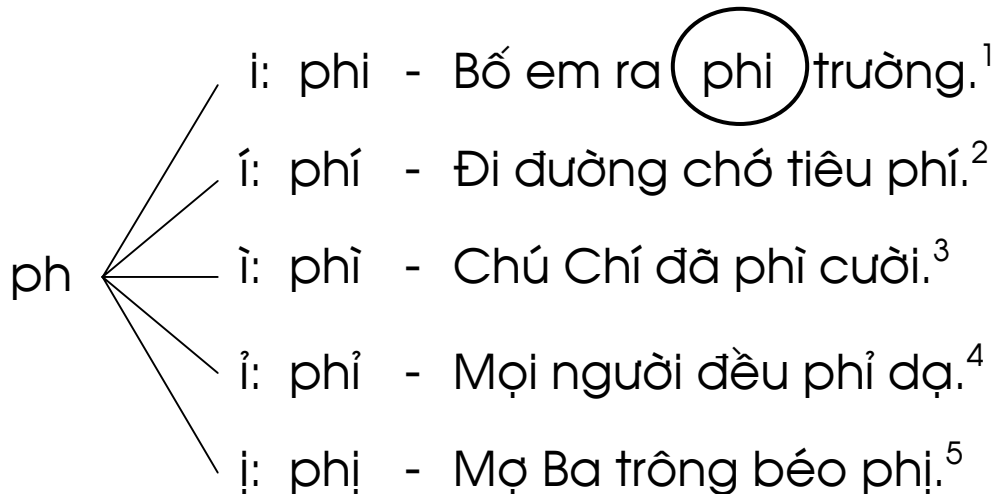 i: phi - Bố em ra phi trường.¹
í: phí - Đi đường chớ tiêu phí.²
ph ì: phì - Chú Chí đã phì cười.³
ỉ: phỉ - Mọi người đều phỉ dạ.⁴
ị: phị - Mợ Ba trông béo phị.⁵